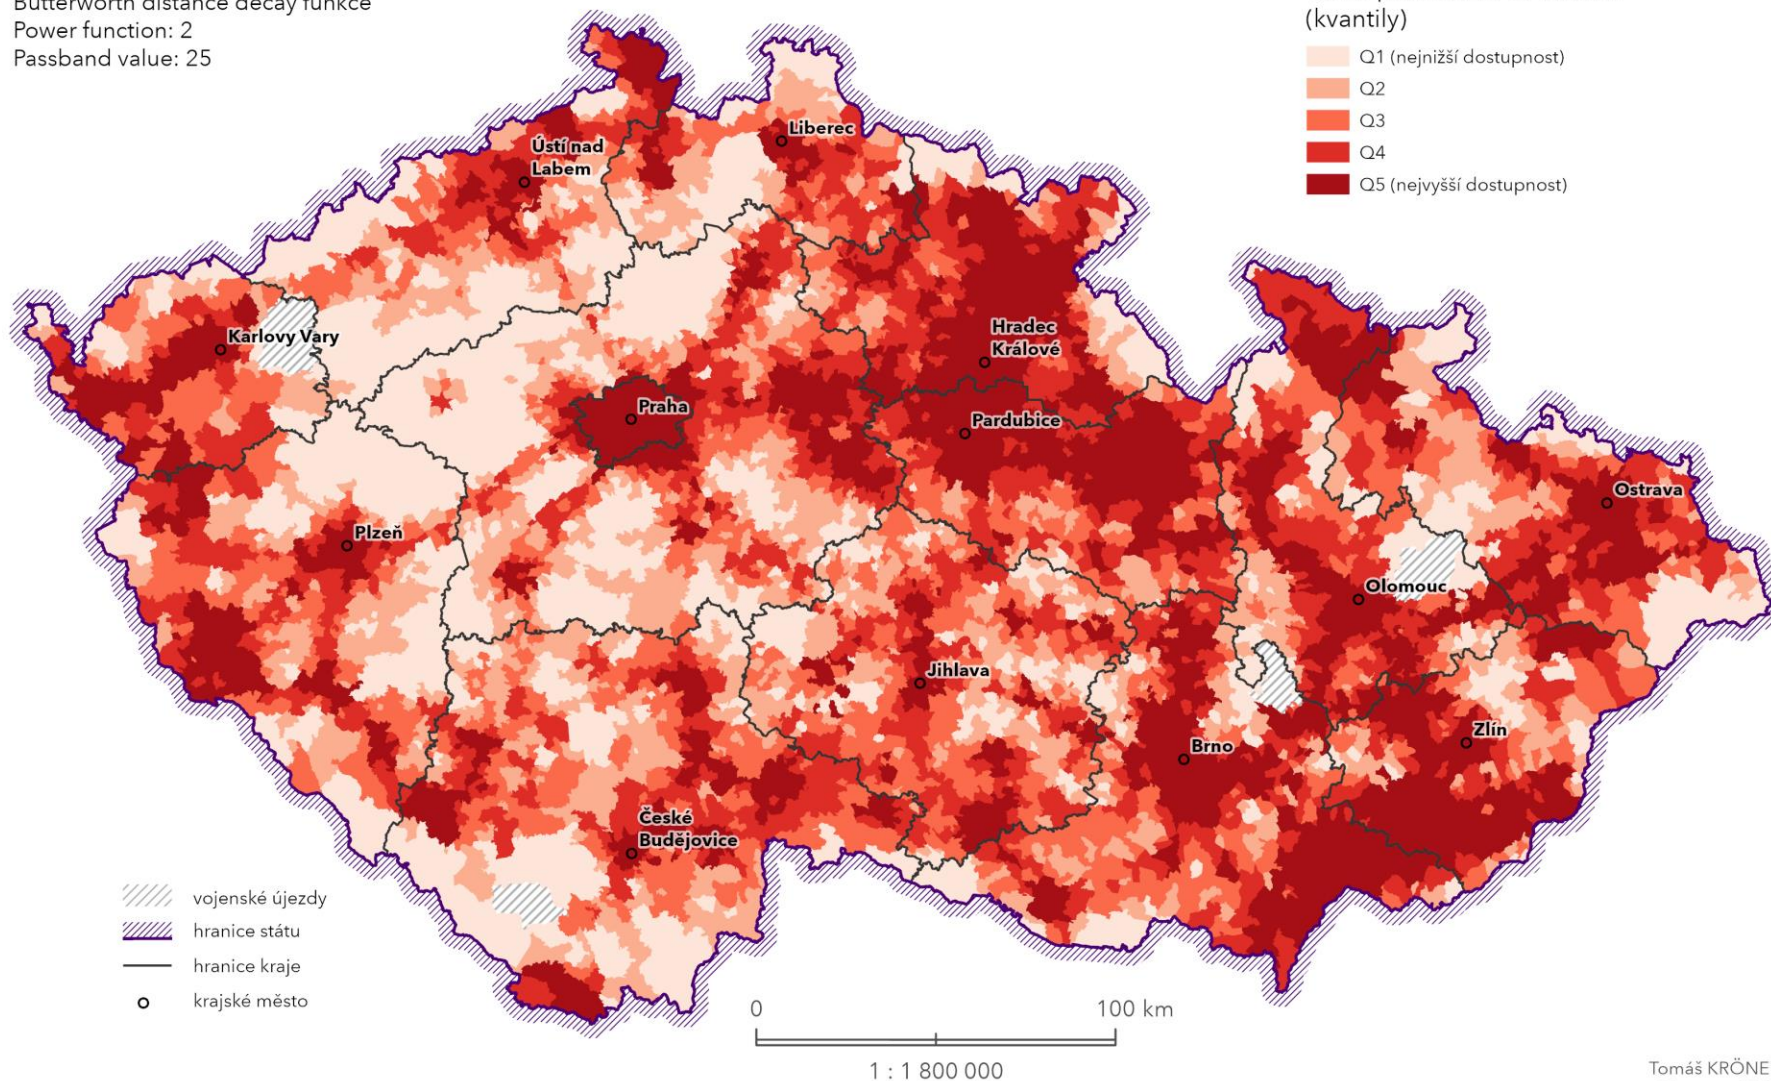 Butterworth distance decay funkce
Power function: 2
Passband value: 25
(kvantily)
Q1 (nejnižší dostupnost)
Q2
Q3
Q4
Q5 (nejvyšší dostupnost)
Liberec
Ústí nad
Labem
Karlovy Vary
Hradec
Králové
Praha
Pardubice
Ostrava
Plzeň
Olomouc
Jihlava
Zlín
Brno
České
Budějovice
vojenské újezdy
hranice státu
hranice kraje
krajské město
0
100 km
1 : 1 800 000
Tomáš KRÖNE